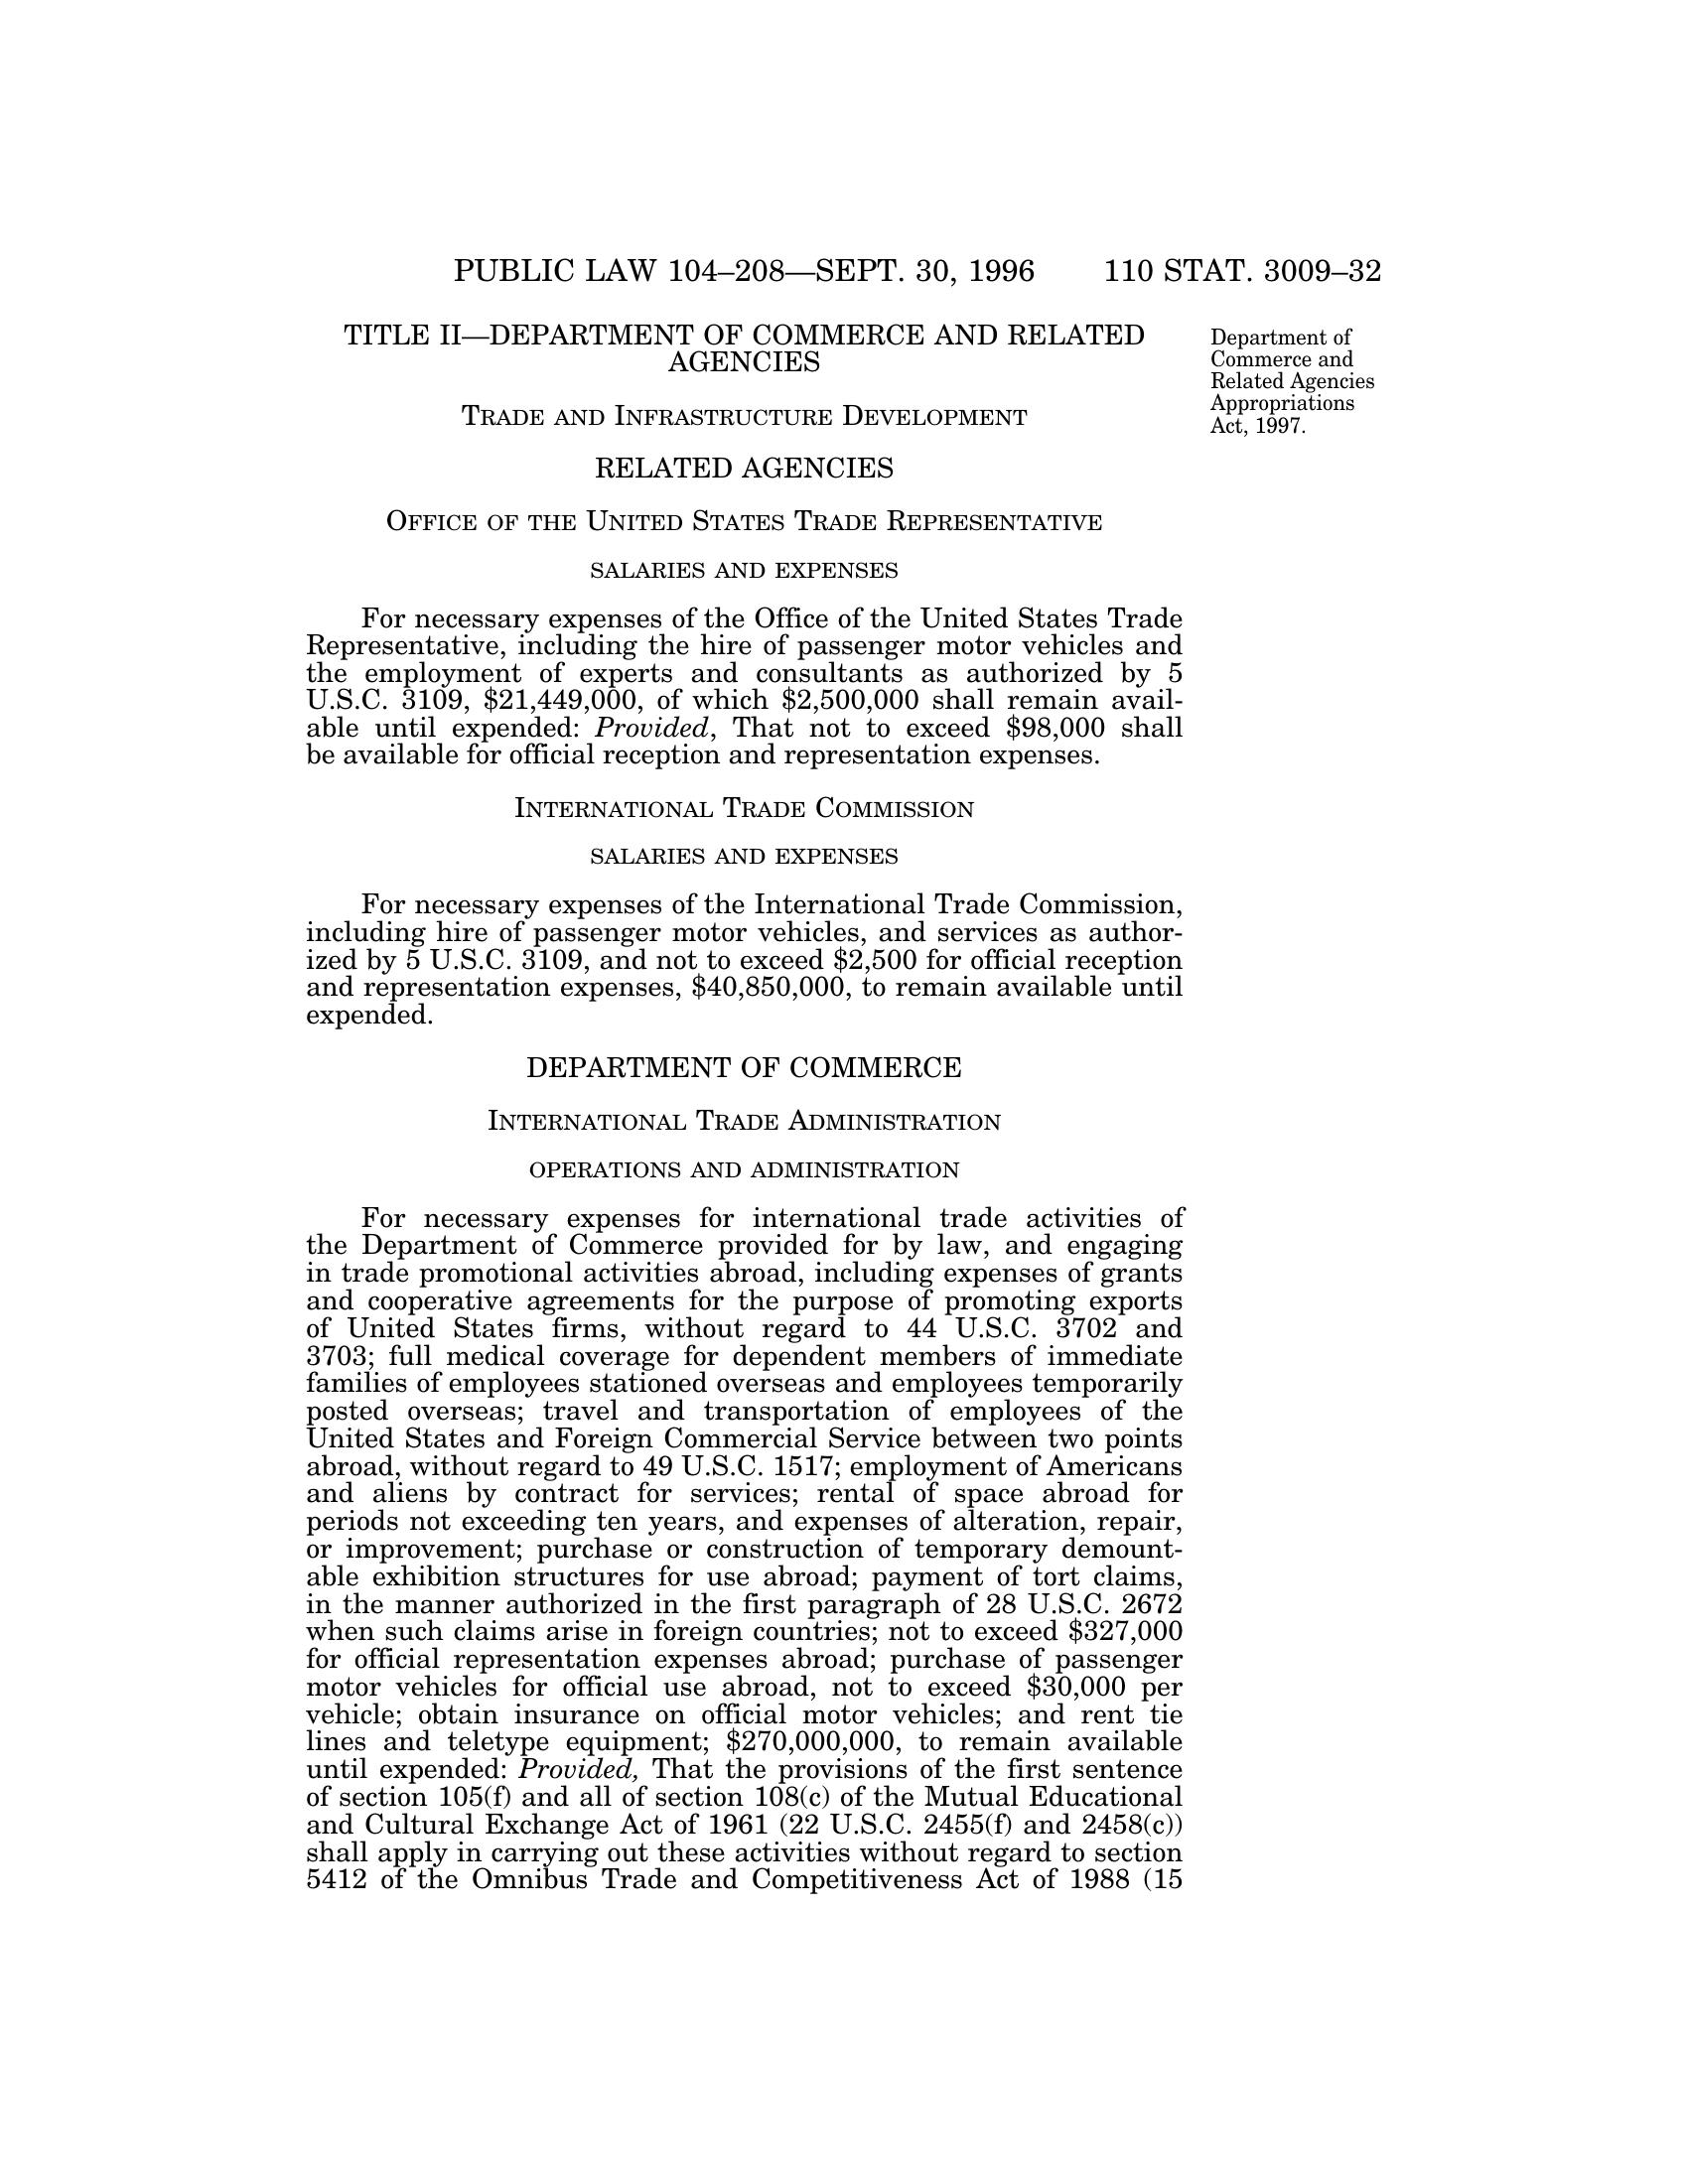 PUBLIC LAW 104–208—SEPT. 30, 1996 110 STAT. 3009–32
TITLE II—DEPARTMENT OF COMMERCE AND RELATED
AGENCIES
Department of
Commerce and
Related Agencies
Appropriations
Act, 1997.
TRADE AND INFRASTRUCTURE DEVELOPMENT
RELATED AGENCIES
OFFICE OF THE UNITED STATES TRADE REPRESENTATIVE
SALARIES AND EXPENSES
For necessary expenses of the Office of the United States Trade
Representative, including the hire of passenger motor vehicles and
the employment of experts and consultants as authorized by 5
U.S.C. 3109, $21,449,000, of which $2,500,000 shall remain avail-
able until expended: Provided, That not to exceed $98,000 shall
be available for official reception and representation expenses.
INTERNATIONAL TRADE COMMISSION
SALARIES AND EXPENSES
For necessary expenses of the International Trade Commission,
including hire of passenger motor vehicles, and services as author-
ized by 5 U.S.C. 3109, and not to exceed $2,500 for official reception
and representation expenses, $40,850,000, to remain available until
expended.
DEPARTMENT OF COMMERCE
INTERNATIONAL TRADE ADMINISTRATION
OPERATIONS AND ADMINISTRATION
For necessary expenses for international trade activities of
the Department of Commerce provided for by law, and engaging
in trade promotional activities abroad, including expenses of grants
and cooperative agreements for the purpose of promoting exports
of United States firms, without regard to 44 U.S.C. 3702 and
3703; full medical coverage for dependent members of immediate
families of employees stationed overseas and employees temporarily
posted overseas; travel and transportation of employees of the
United States and Foreign Commercial Service between two points
abroad, without regard to 49 U.S.C. 1517; employment of Americans
and aliens by contract for services; rental of space abroad for
periods not exceeding ten years, and expenses of alteration, repair,
or improvement; purchase or construction of temporary demount-
able exhibition structures for use abroad; payment of tort claims,
in the manner authorized in the first paragraph of 28 U.S.C. 2672
when such claims arise in foreign countries; not to exceed $327,000
for official representation expenses abroad; purchase of passenger
motor vehicles for official use abroad, not to exceed $30,000 per
vehicle; obtain insurance on official motor vehicles; and rent tie
lines and teletype equipment; $270,000,000, to remain available
until expended: Provided, That the provisions of the first sentence
of section 105(f) and all of section 108(c) of the Mutual Educational
and Cultural Exchange Act of 1961 (22 U.S.C. 2455(f) and 2458(c))
shall apply in carrying out these activities without regard to section
5412 of the Omnibus Trade and Competitiveness Act of 1988 (15